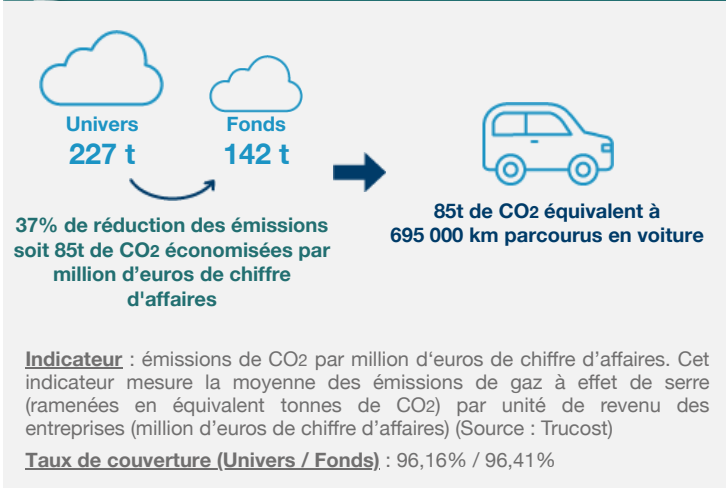 Univers
227 t
Fonds
142 t
37% de réduction des émissions
soit 85t de CO2 économisées par
million d’euros de chiffre
d'affaires
85t de CO2 équivalent à
695 000 km parcourus en voiture
Indicateur : émissions de CO2 par million d‘euros de chiffre d’affaires. Cet
indicateur mesure la moyenne des émissions de gaz à effet de serre
(ramenées en équivalent tonnes de CO2) par unité de revenu des
entreprises (million d’euros de chiffre d’affaires) (Source : Trucost)
Taux de couverture (Univers / Fonds) : 96,16% / 96,41%